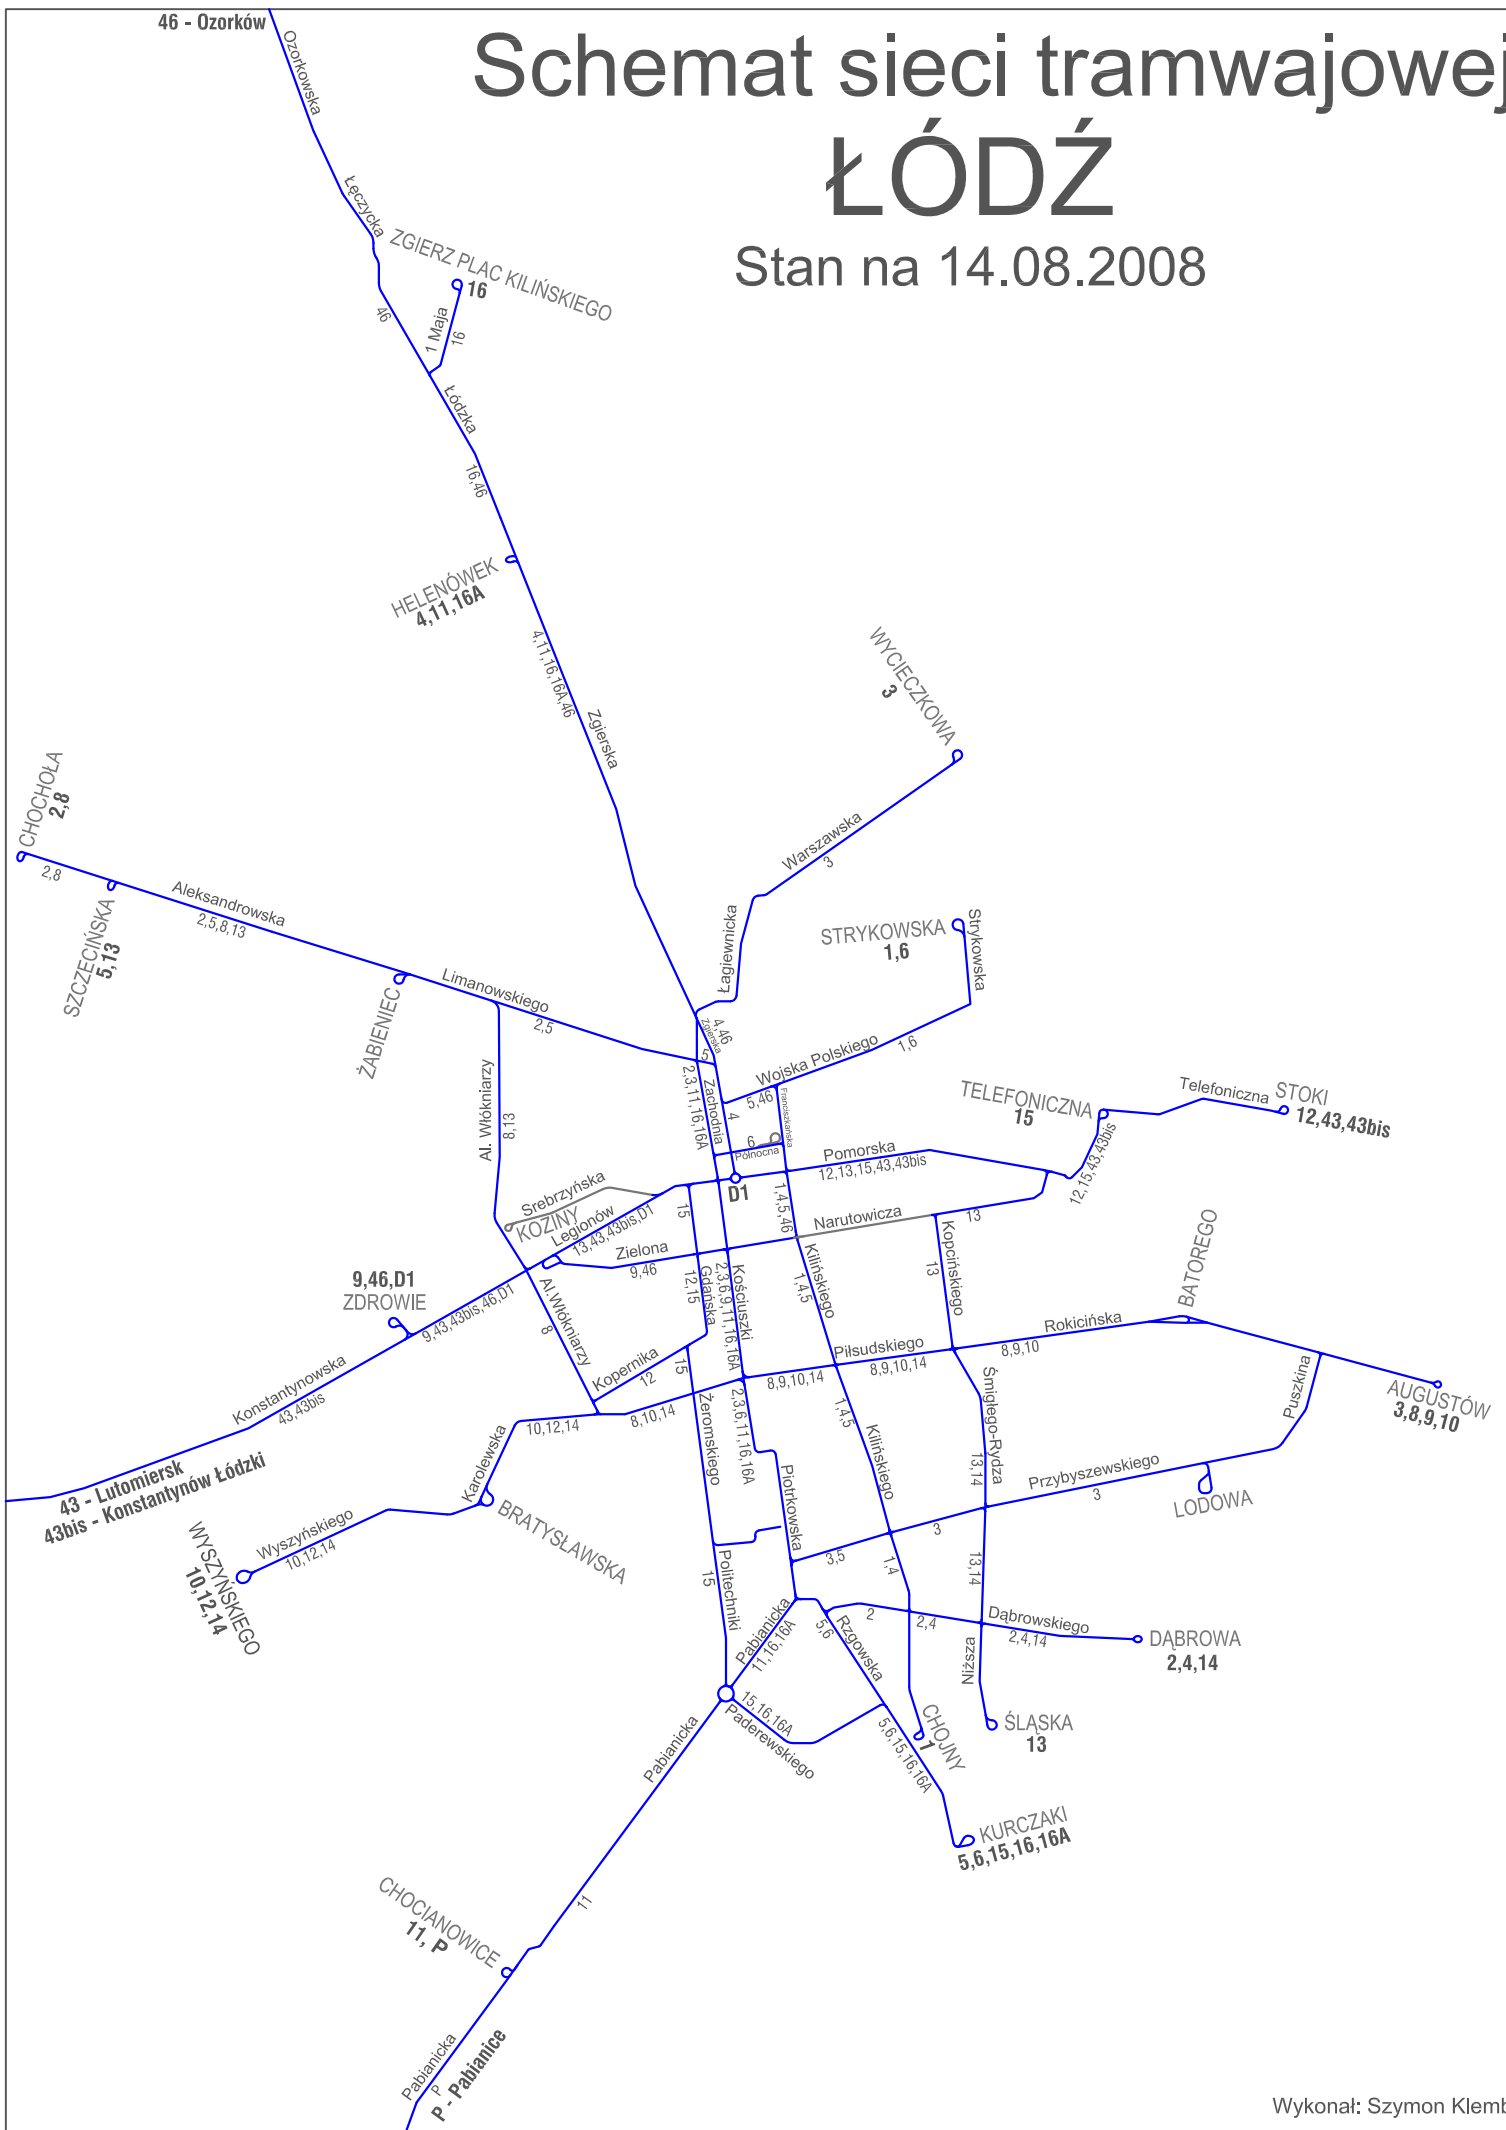 46 - Ozorków
Schemat sieci tramwajowej
ŁÓDŹ
Stan na 14.08.2008
Ozorkowska
Łęczycka
ZGIERZ PLAC KILIŃSKIEGO
16
46
1 Maja
16
Łódzka
16,46
HELENÓWEK
4,11,16A
4,11,16,16A,46
Zgierska
WYCIECZKOWA
3
CHOCHOŁA
2,8
2,8
Warszawska
3
Aleksandrowska
2,5,8,13
SZCZECIŃSKA
5,13
Łagiewnicka
STRYKOWSKA
1,6
Strykowska
Limanowskiego
2,5
ŻABIENIEC
4,46
Zgierska
5
Wojska Polskiego
1,6
Al. Włókniarzy
8,13
2,3,11,16,16A
Zachodnia
4
5,46
Franciszkańska
TELEFONICZNA
15
Telefoniczna
STOKI
12,43,43bis
6
Północna
Pomorska
12,13,15,43,43bis
12,15,43,43bis
D1
Srebrzyńska
KOZINY
Legionów
13,43,43bis,D1
15
1,4,5,46
Narutowicza
13
Zielona
9,46
9,46,D1
ZDROWIE
9,43,43bis,46,D1
Al.Włókniarzy
8
12,15
Gdańska
2,3,6,9,11,16,16A
Kościuszki
Kilińskiego
1,4,5
13
Kopcińskiego
BATOREGO
Rokicińska
8,9,10
Piłsudskiego
8,9,10,14
8,9,10,14
Kopernika
12
15
Konstantynowska
43,43bis
10,12,14
8,10,14
Żeromskiego
2,3,6,11,16,16A
1,4,5
Kilińskiego
Śmigłego-Rydza
13,14
Puszkina
AUGUSTÓW
3,8,9,10
43 - Lutomiersk
43bis - Konstantynów Łódzki
Karolewska
BRATYSŁAWSKA
Piotrkowska
Przybyszewskiego
3
LODOWA
Wyszyńskiego
10,12,14
WYSZYŃSKIEGO
10,12,14
3
3,5
1,4
13,14
15
Politechniki
Pabianicka
11,16,16A
5,6
Rzgowska
2
2,4
Dąbrowskiego
2,4,14
DĄBROWA
2,4,14
Niższa
15,16,16A
Paderewskiego
CHOJNY
1
ŚLĄSKA
13
Pabianicka
5,6,15,16,16A
KURCZAKI
5,6,15,16,16A
11
CHOCIANOWICE
11, P
Pabianicka
P
P - Pabianice
Wykonał: Szymon Klemb